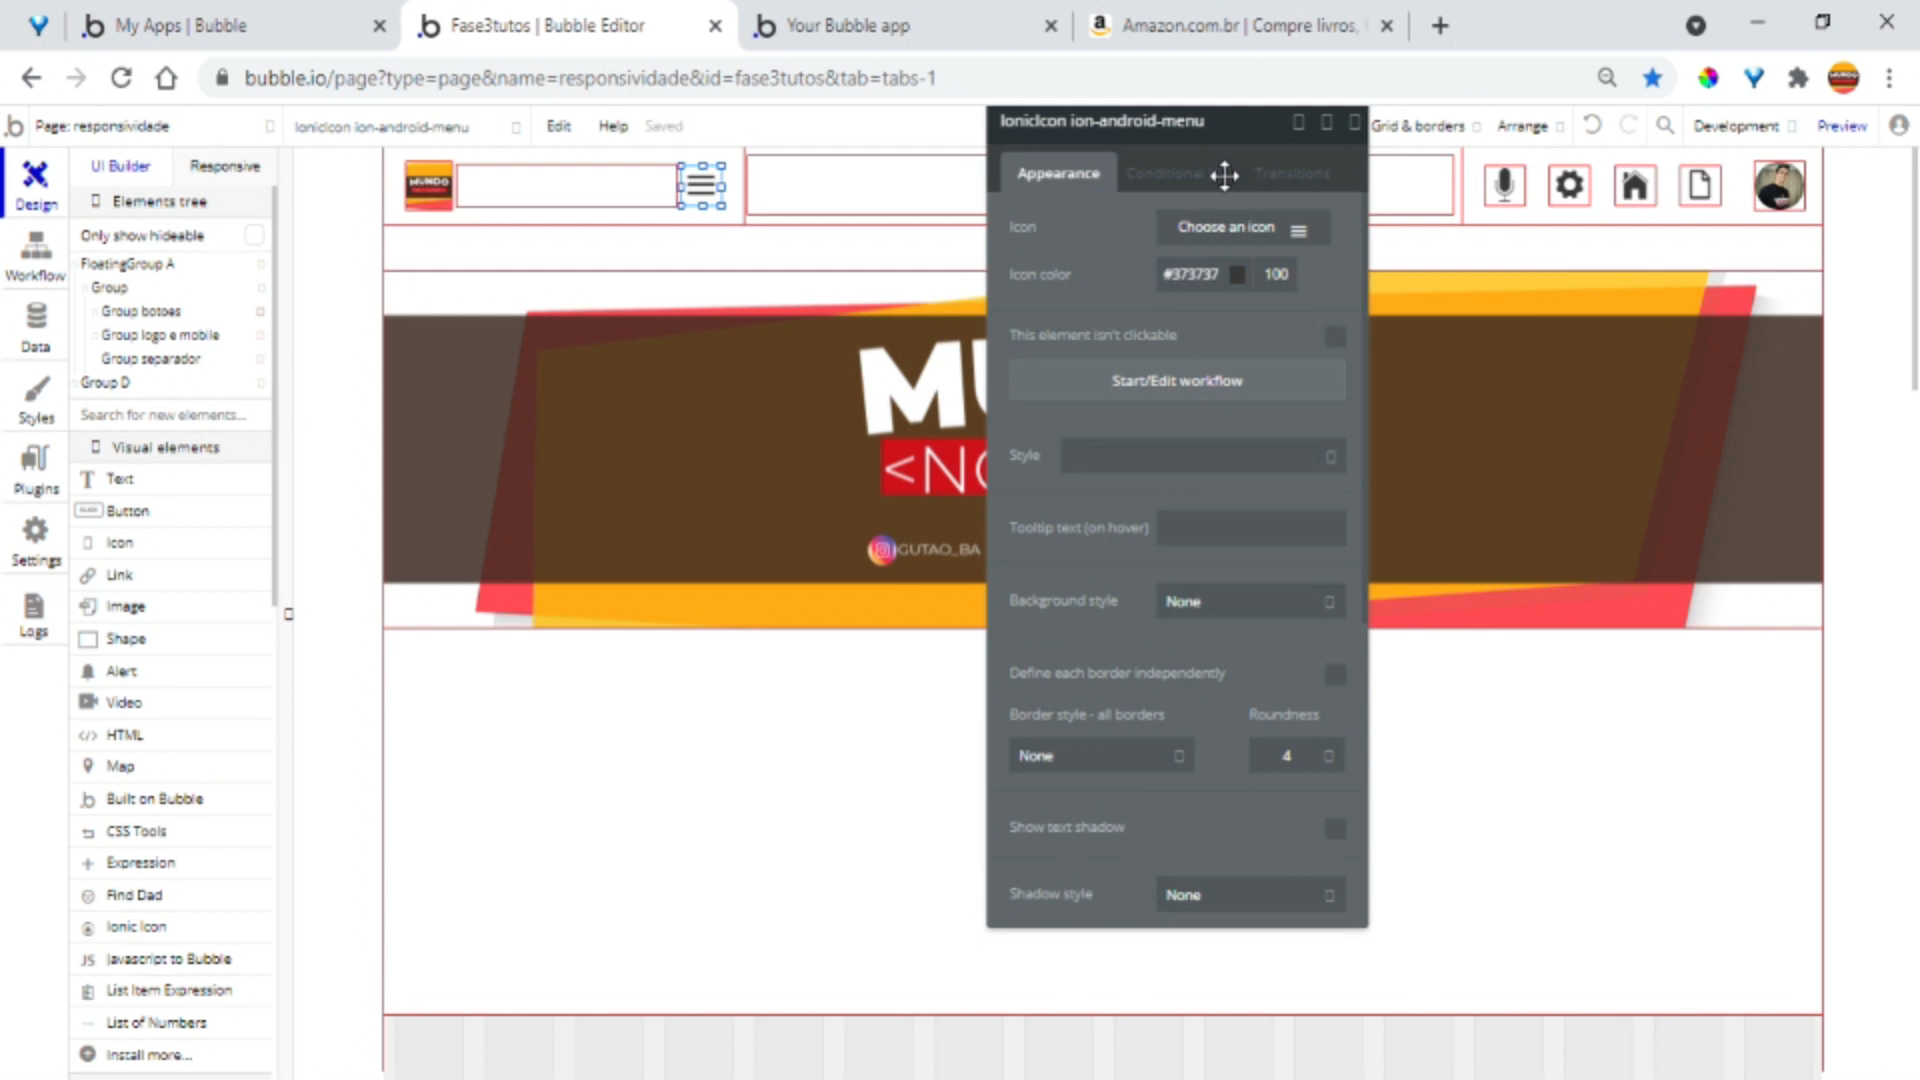 My Apps | Bubble
Fase3tutos | Bubble Editor
Your Bubble app
Amazon.com.br | Compre livros,
bubble.io/page?type=page&name=responsividade&id=fase3tutos&tab=tabs-1
Page: responsividade
IonicIcon ion-android-menu
Edit
Help
Saved
IonicIcon ion-android-menu
Grid & borders
Arrange
Development
Preview
Design
Workflow
Data
Styles
Plugins
Settings
Logs
UI Builder
Responsive
Elements tree
Only show hideable
FloatingGroup A
Group
Group botoes
Group logo e mobile
Group separador
Group D
Search for new elements...
Visual elements
Text
Button
Icon
Link
Image
Shape
Alert
Video
HTML
Map
Built on Bubble
CSS Tools
Expression
Find Dad
Ionic Icon
Javascript to Bubble
List Item Expression
List of Numbers
Install more...
MUNDO
MU
<NO
IGUTAO_BA
Appearance
Conditional
Transitions
Icon
Choose an icon
Icon color
#373737
100
This element isn't clickable
Start/Edit workflow
Style
Tooltip text (on hover)
Background style
None
Define each border independently
Border style - all borders
Roundness
None
4
Show text shadow
Shadow style
None